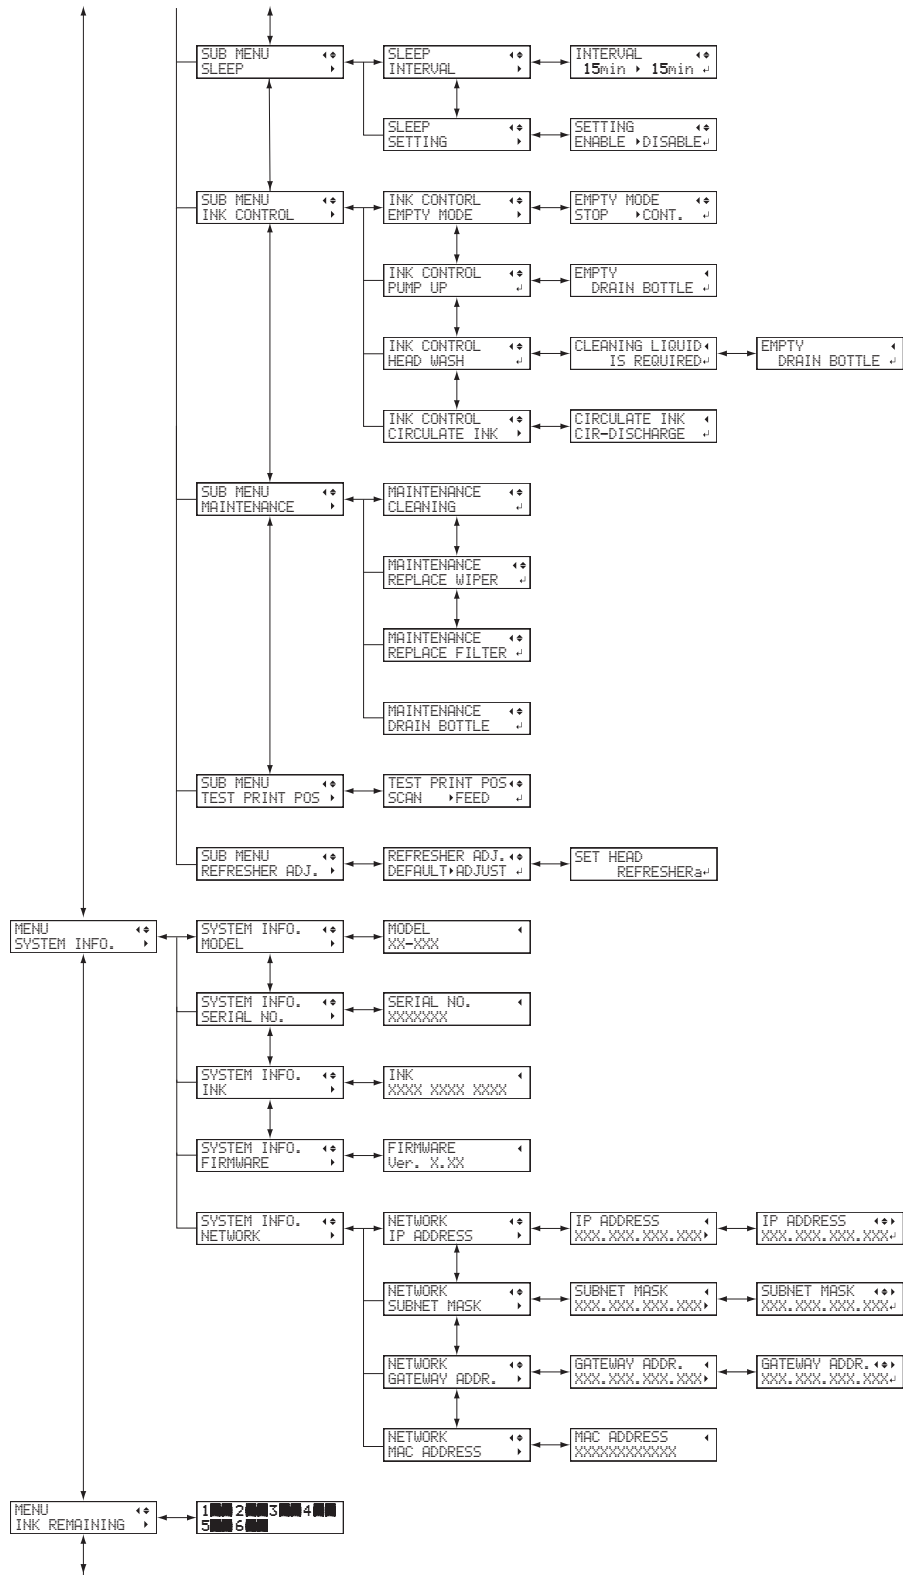 SUB MENU
SLEEP
SLEEP
INTERVAL
INTERVAL
15min 15min
SLEEP
SETTING
SETTING
ENABLE DISABLE
SUB MENU
INK CONTROL
INK CONTORL
EMPTY MODE
EMPTY MODE
STOP CONT.
INK CONTROL
PUMP UP
EMPTY
DRAIN BOTTLE
INK CONTROL
HEAD WASH
CLEANING LIQUID
IS REQUIRED
EMPTY
DRAIN BOTTLE
INK CONTROL
CIRCULATE INK
CIRCULATE INK
CIR-DISCHARGE
SUB MENU
MAINTENANCE
MAINTENANCE
CLEANING
MAINTENANCE
REPLACE WIPER
MAINTENANCE
REPLACE FILTER
MAINTENANCE
DRAIN BOTTLE
SUB MENU
TEST PRINT POS
TEST PRINT POS
SCAN FEED
SUB MENU
REFRESHER ADJ.
REFRESHER ADJ.
DEFAULT ADJUST
SET HEAD
REFRESHERa
MENU
SYSTEM INFO.
SYSTEM INFO.
MODEL
MODEL
XX-XXX
SYSTEM INFO.
SERIAL NO.
SERIAL NO.
XXXXXXX
SYSTEM INFO.
INK
INK
XXXX XXXX XXXX
SYSTEM INFO.
FIRMWARE
FIRMWARE
Ver. X.XX
SYSTEM INFO.
NETWORK
NETWORK
IP ADDRESS
IP ADDRESS
XXX.XXX.XXX.XXX
IP ADDRESS
XXX.XXX.XXX.XXX
NETWORK
SUBNET MASK
SUBNET MASK
XXX.XXX.XXX.XXX
SUBNET MASK
XXX.XXX.XXX.XXX
NETWORK
GATEWAY ADDR.
GATEWAY ADDR.
XXX.XXX.XXX.XXX
GATEWAY ADDR.
XXX.XXX.XXX.XXX
NETWORK
MAC ADDRESS
MAC ADDRESS
XXXXXXXXXXXX
MENU
INK REMAINING
1 2 3 4
5 6